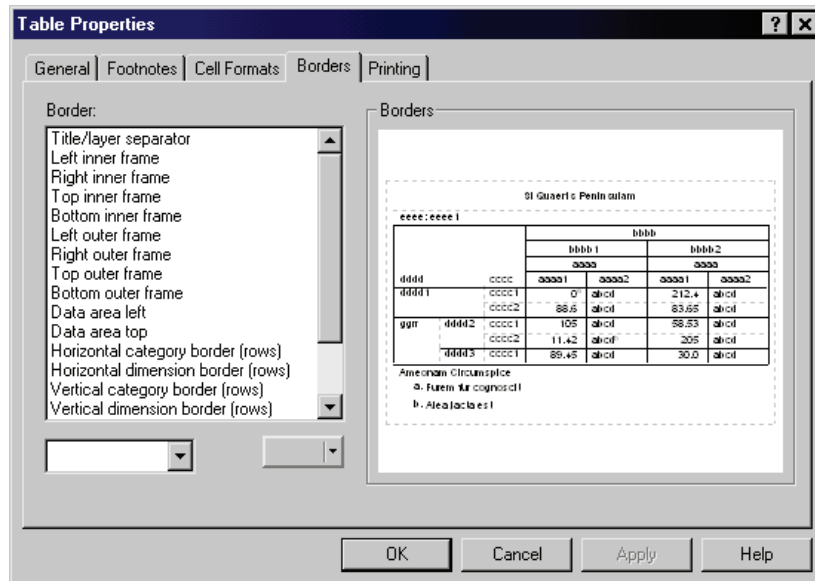 Table Properties
General Footnotes Cell Formats Borders Printing
Border:
Title/layer separator
Left inner frame
Right inner frame
Top inner frame
Bottom inner frame
Left outer frame
Right outer frame
Top outer frame
Bottom outer frame
Data area left
Data area top
Horizontal category border (rows)
Horizontal dimension border (rows)
Vertical category border (rows)
Vertical dimension border (rows)
Borders
Si Quaeris Peninsulam
eeee:eeee1
bbbb
bbbb1 bbbb2
aaaa aaaa
dddd cccc aaaa1 aaaa2 aaaa1 aaaa2
dddd1 cccc1 0 abcd 212.4 abcd
cccc2 88.6 abcd 83.65 abcd
ggrr dddd2 cccc1 105 abcd 58.53 abcd
cccc2 11.42 abcd 205 abcd
dddd3 cccc1 89.45 abcd 30.0 abcd
Ameonam Circumspice
a. Furem fur cognoscit
b. Alea jacta est
OK Cancel Apply Help